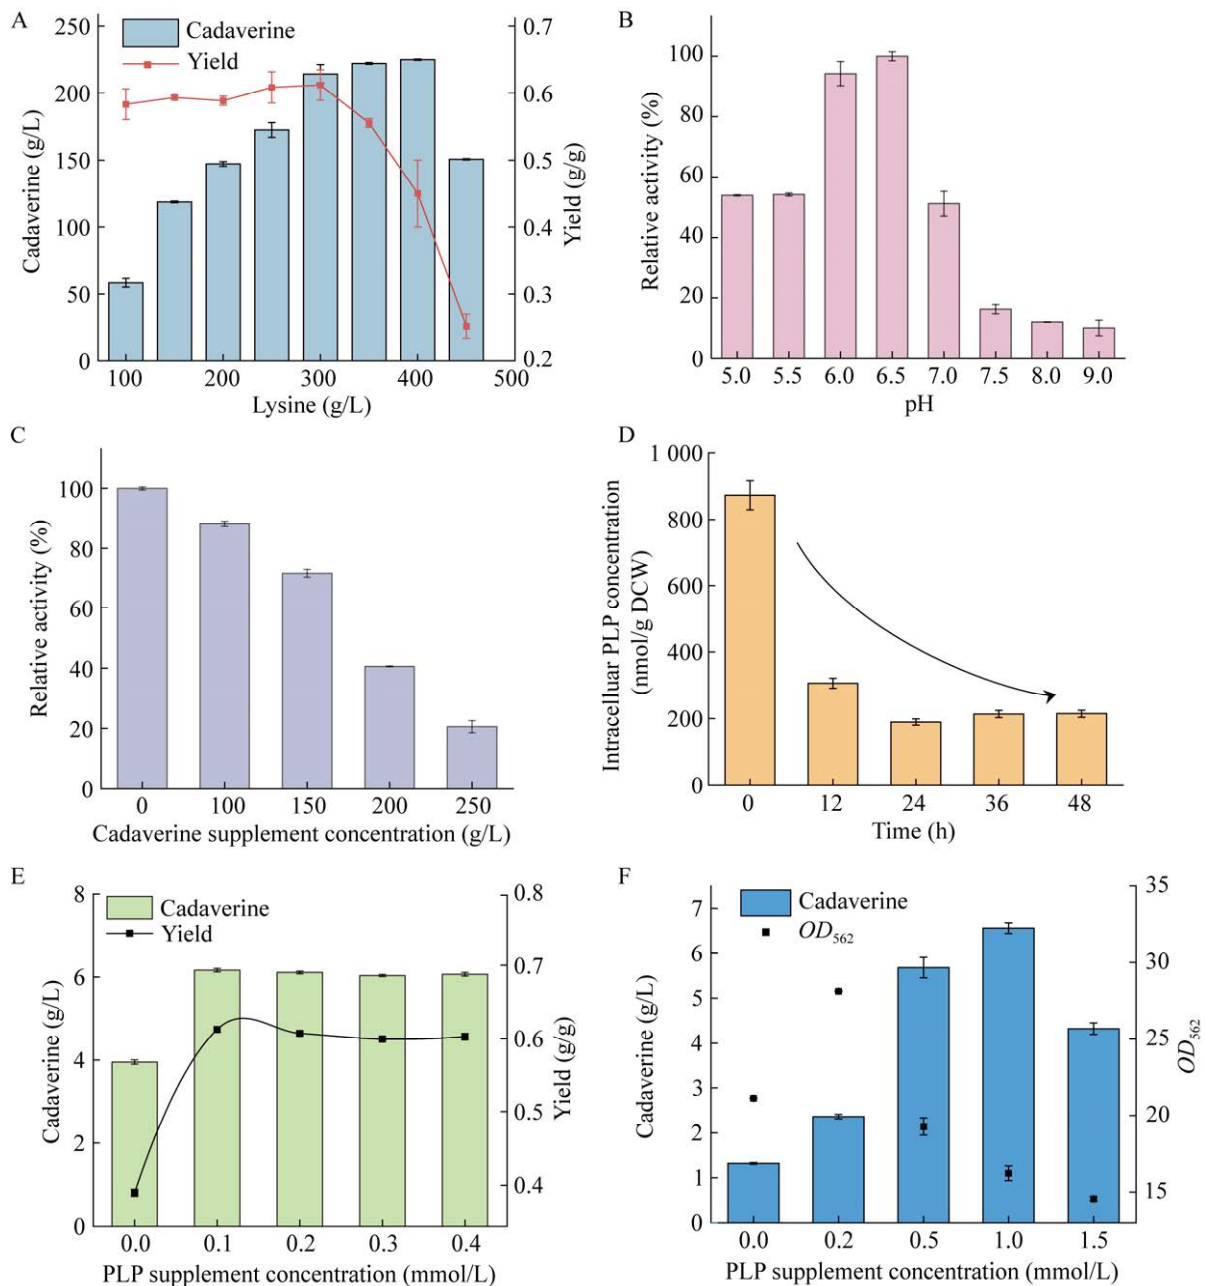 A
Cadaverine
Yield
250
200
150
100
50
0
Cadaverine (g/L)
0.7
0.6
0.5
0.4
0.3
0.2
Yield (g/g)
100 200 300 400 500
Lysine (g/L)
B
100
80
60
40
20
0
Relative activity (%)
5.0 5.5 6.0 6.5 7.0 7.5 8.0 9.0
pH
C
100
80
60
40
20
0
Relative activity (%)
0 100 150 200 250
Cadaverine supplement concentration (g/L)
D
1 000
800
600
400
200
0
Intracelluar PLP concentration
(nmol/g DCW)
0 12 24 36 48
Time (h)
E
Cadaverine
Yield
8
6
4
2
0
Cadaverine (g/L)
0.8
0.7
0.6
0.5
0.4
Yield (g/g)
0.0 0.1 0.2 0.3 0.4
PLP supplement concentration (mmol/L)
F
Cadaverine
OD562
7
6
5
4
3
2
1
0
Cadaverine (g/L)
35
30
25
20
15
OD562
0.0 0.2 0.5 1.0 1.5
PLP supplement concentration (mmol/L)